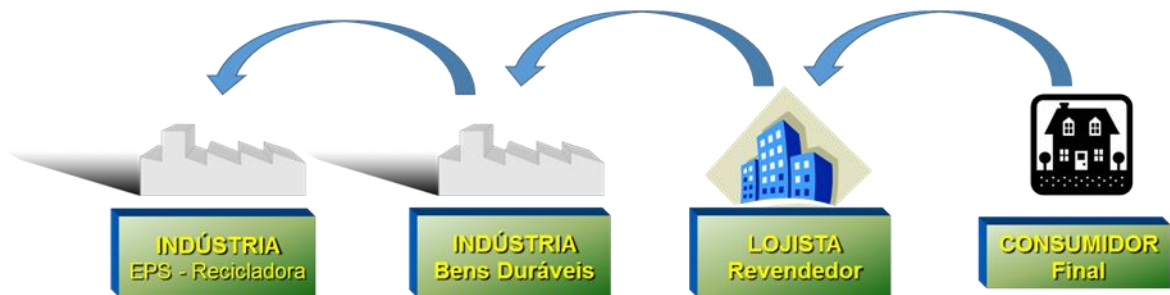 INDÚSTRIA
EPS - Recicladora
INDÚSTRIA
Bens Duráveis
LOJISTA
Revendedor
CONSUMIDOR
Final